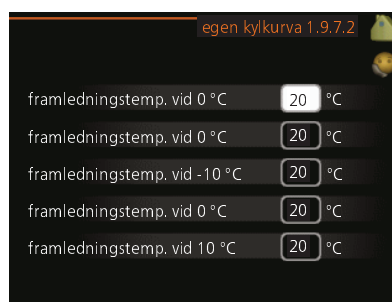 egen kylkurva 1.9.7.2
framledningstemp. vid 0 °C 20 °C
framledningstemp. vid 0 °C 20 °C
framledningstemp. vid -10 °C 20 °C
framledningstemp. vid 0 °C 20 °C
framledningstemp. vid 10 °C 20 °C